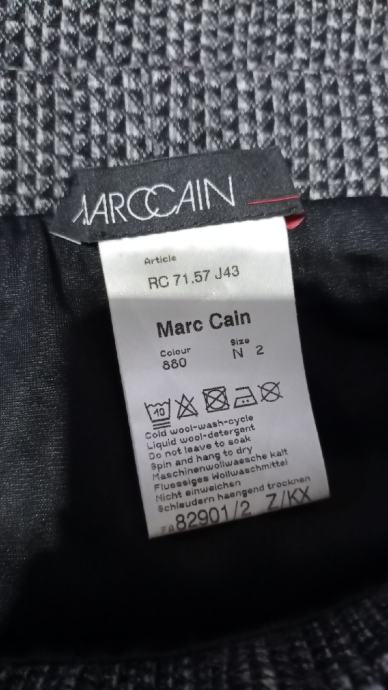 MARCCAIN
Article
RC 71.57 J43
Marc Cain
Colour Size
880 N 2
10
Cold wool-wash-cycle
Liquid wool-detergent
Do not leave to soak
Spin and hang to dry
Maschinenwollwaesche kalt
Fluessiges Wollwaschmittel
Nicht einweichen
Schleudern haengend trocknen
FA82901/2 Z/KX